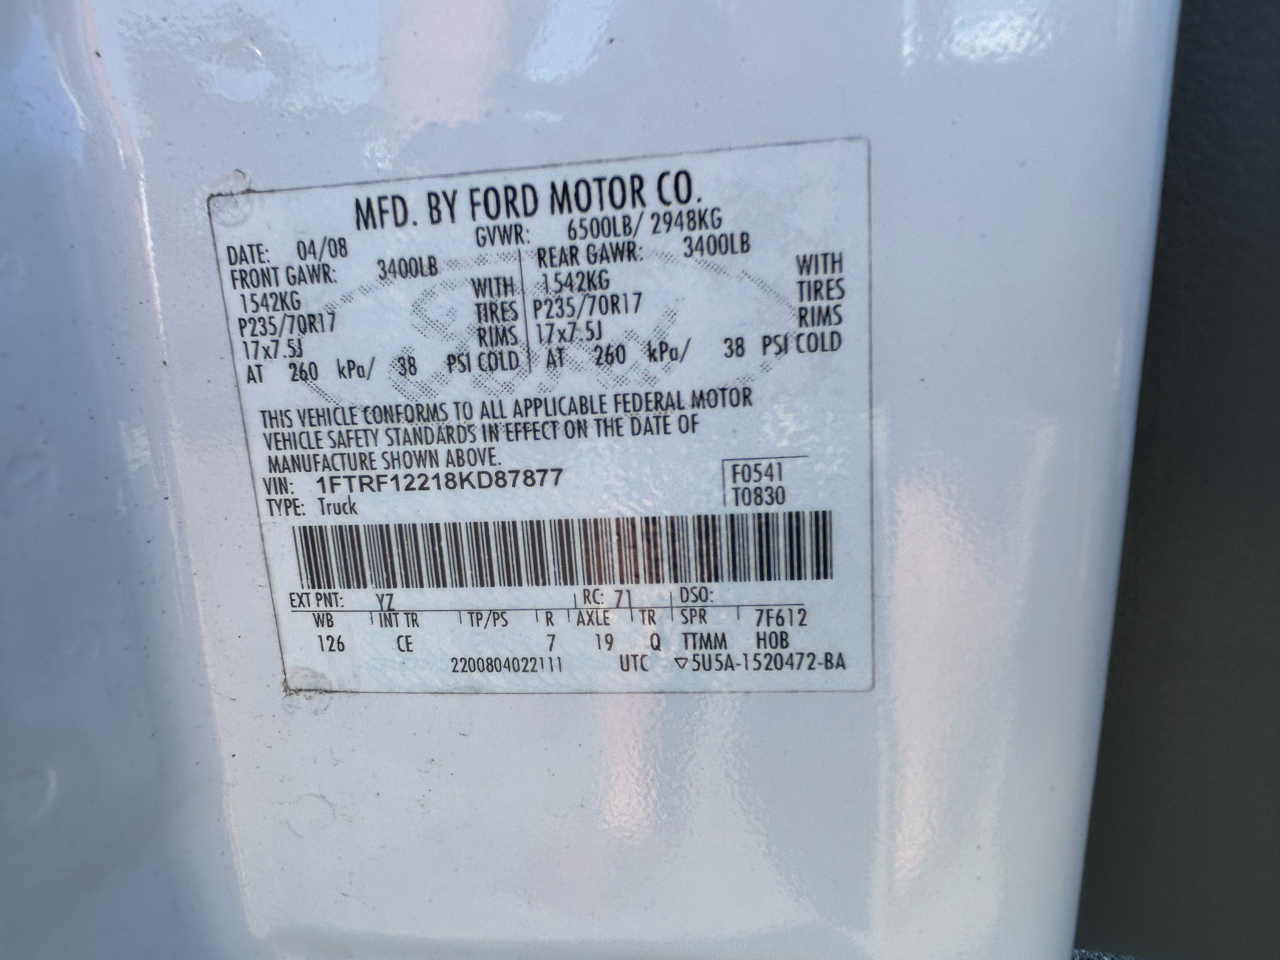 MFD. BY FORD MOTOR CO.
DATE: 04/08 GVWR: 6500LB/ 2948KG
FRONT GAWR: 3400LB REAR GAWR: 3400LB
1542KG WITH 1542KG WITH
P235/70R17 TIRES P235/70R17 TIRES
17x7.5J RIMS 17x7.5J RIMS
AT 260 kPa/ 38 PSI COLD AT 260 kPa/ 38 PSI COLD
THIS VEHICLE CONFORMS TO ALL APPLICABLE FEDERAL MOTOR
VEHICLE SAFETY STANDARDS IN EFFECT ON THE DATE OF
MANUFACTURE SHOWN ABOVE.
VIN: 1FTRF12218KD87877 F0541
TYPE: Truck T0830
EXT PNT: YZ RC: 71 DSO:
WB INT TR TP/PS R AXLE TR SPR 7F612
126 CE 7 19 Q TTMM HOB
2200804022111 UTC ▽5U5A-1520472-BA